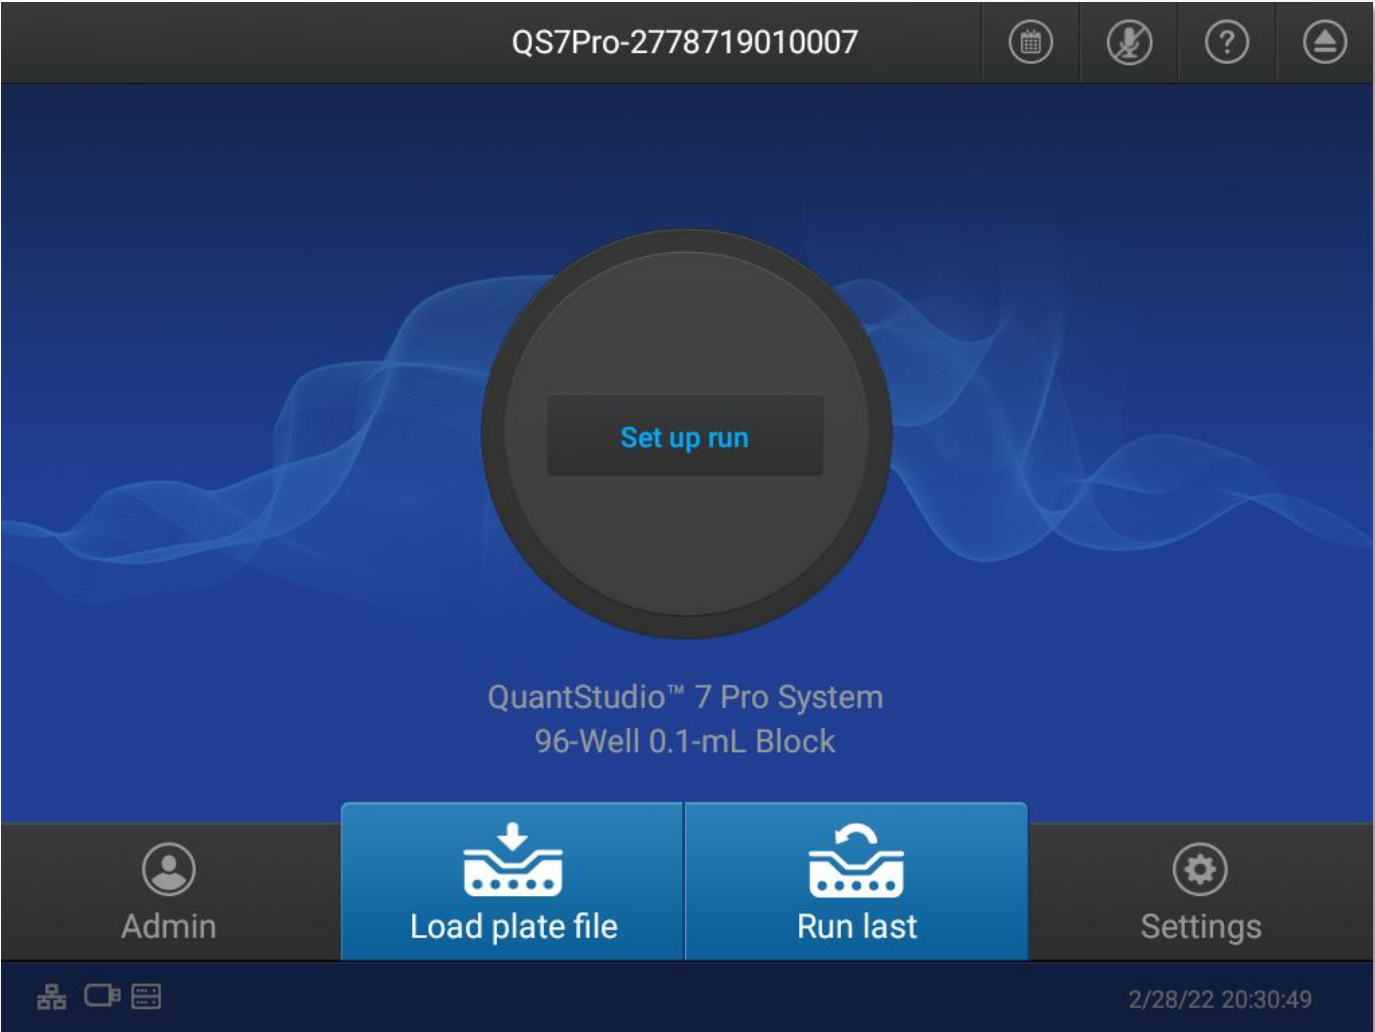 QS7Pro-2778719010007
?
Set up run
QuantStudio™ 7 Pro System
96-Well 0.1-mL Block
Admin
Load plate file
Run last
Settings
2/28/22 20:30:49